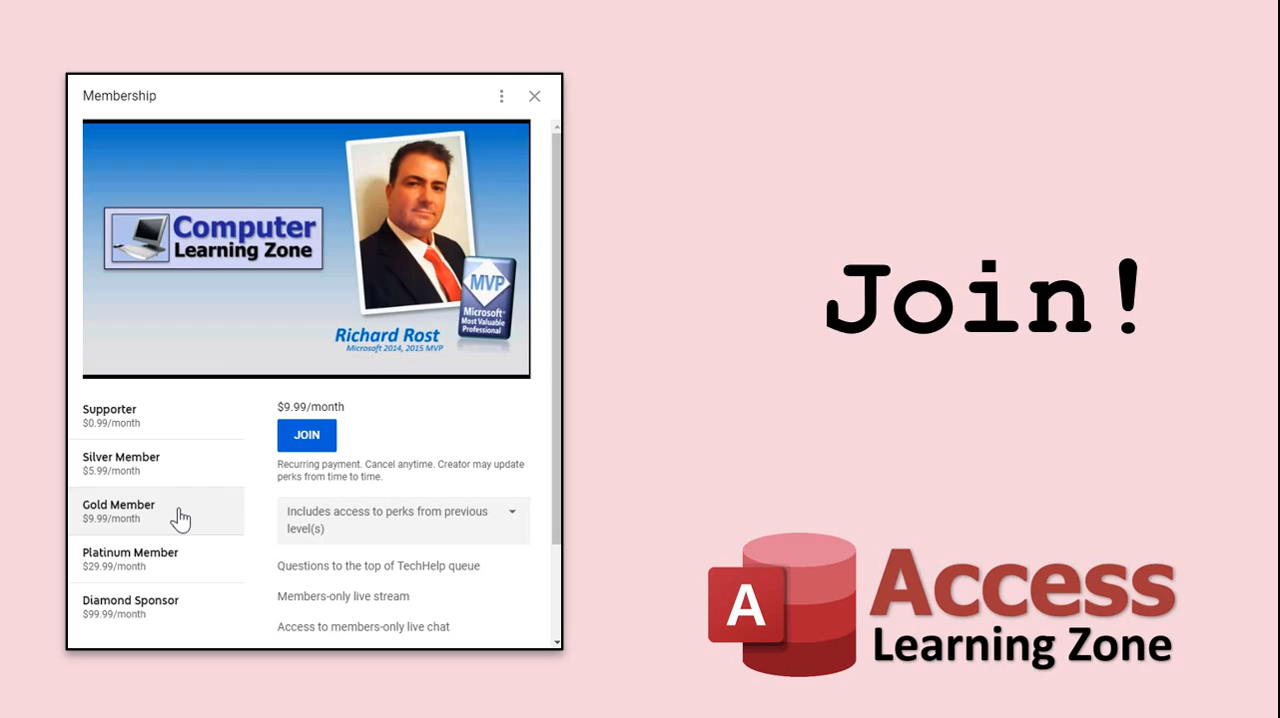 Membership
Computer
Learning Zone
MVP
Microsoft®
Most Valuable
Professional
Richard Rost
Microsoft 2014, 2015 MVP
Supporter
$0.99/month
Silver Member
$5.99/month
Gold Member
$9.99/month
Platinum Member
$29.99/month
Diamond Sponsor
$99.99/month
$9.99/month
JOIN
Recurring payment. Cancel anytime. Creator may update
perks from time to time.
Includes access to perks from previous
level(s)
Questions to the top of TechHelp queue
Members-only live stream
Access to members-only live chat
Join!
A
Access
Learning Zone